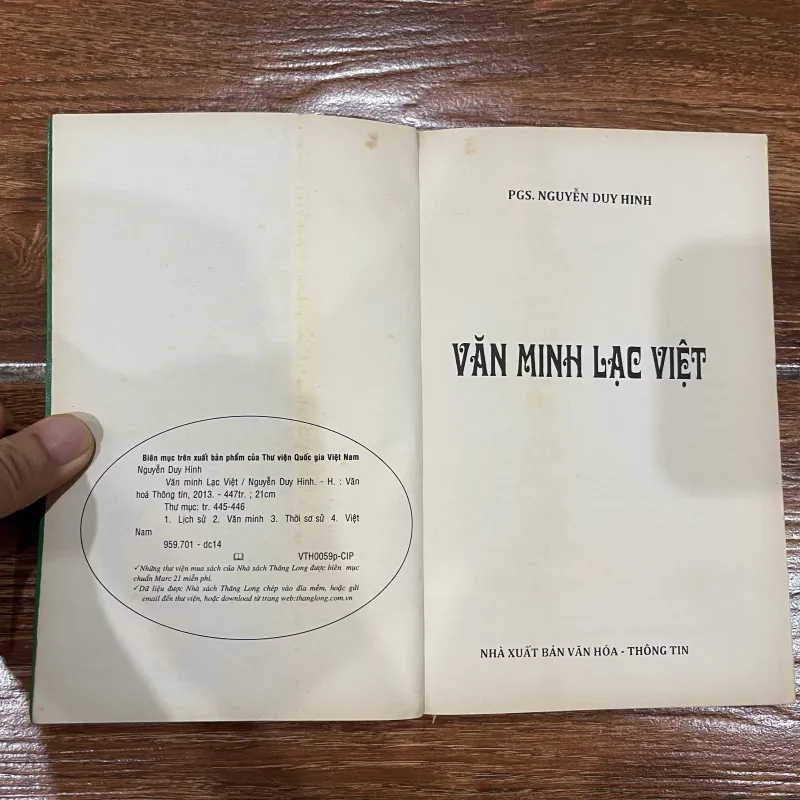 Biên mục trên xuất bản phẩm của Thư viện Quốc gia Việt Nam
Nguyễn Duy Hinh
Văn minh Lạc Việt / Nguyễn Duy Hinh. - H. : Văn
hoá Thông tin, 2013. - 447tr. ; 21cm
Thư mục: tr. 445-446
1. Lịch sử 2. Văn minh 3. Thời sơ sử 4. Việt
Nam
959.701 - dc14
VTH0059p-CIP
✓Những thư viện mua sách của Nhà sách Thăng Long được biên mục
chuẩn Marc 21 miễn phí.
✓Dữ liệu được Nhà sách Thăng Long chép vào đĩa mềm, hoặc gửi
email đến thư viện, hoặc download từ trang web:thanglong.com.vn
PGS. NGUYỄN DUY HINH
VĂN MINH LẠC VIỆT
NHÀ XUẤT BẢN VĂN HÓA - THÔNG TIN